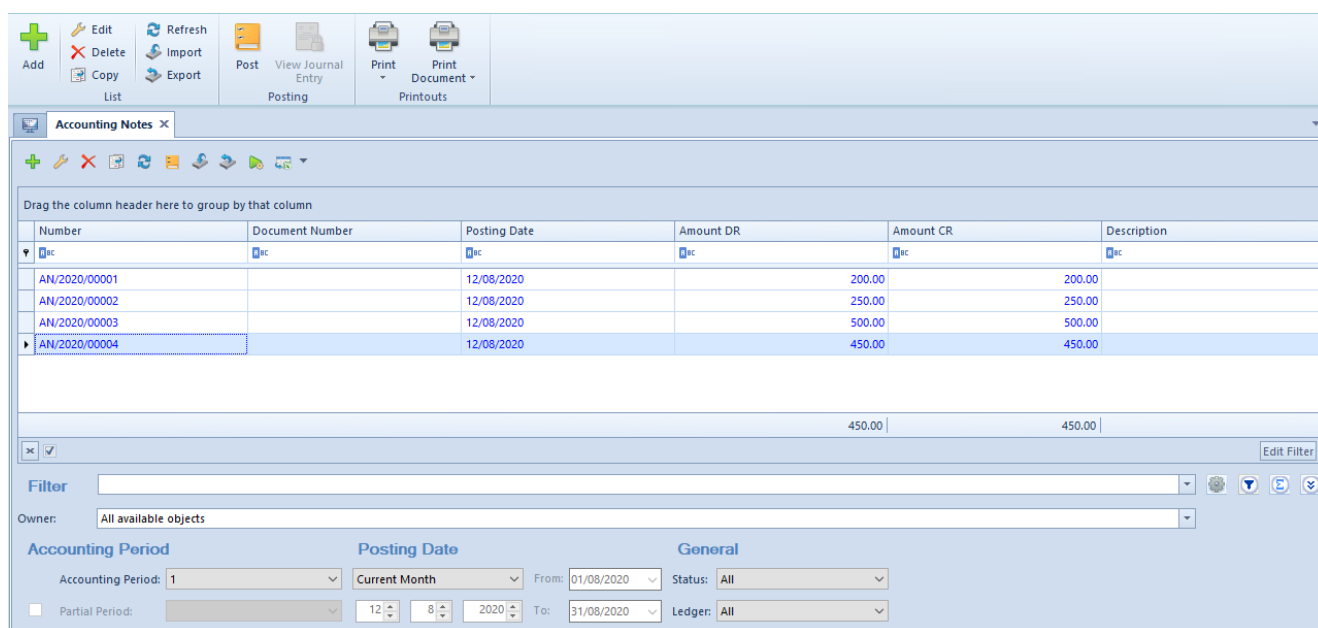 Add
Edit
Delete
Copy
Refresh
Import
Export
List
Post
View Journal
Entry
Posting
Print
Print
Document
Printouts
Accounting Notes
Drag the column header here to group by that column
Number Document Number Posting Date Amount DR Amount CR Description
ABC ABC ABC ABC ABC ABC
AN/2020/00001 12/08/2020 200.00 200.00
AN/2020/00002 12/08/2020 250.00 250.00
AN/2020/00003 12/08/2020 500.00 500.00
AN/2020/00004 12/08/2020 450.00 450.00
450.00 450.00
Edit Filter
Filter
Owner: All available objects
Accounting Period Posting Date General
Accounting Period: 1 Current Month From: 01/08/2020 Status: All
Partial Period: 12 8 2020 To: 31/08/2020 Ledger: All